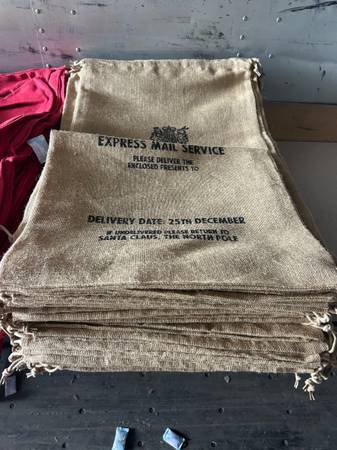 EXPRESS MAIL SERVICE
PLEASE DELIVER THE
ENCLOSED PRESENTS TO
DELIVERY DATE: 25TH DECEMBER
IF UNDELIVERED PLEASE RETURN TO
SANTA CLAUS, THE NORTH POLE